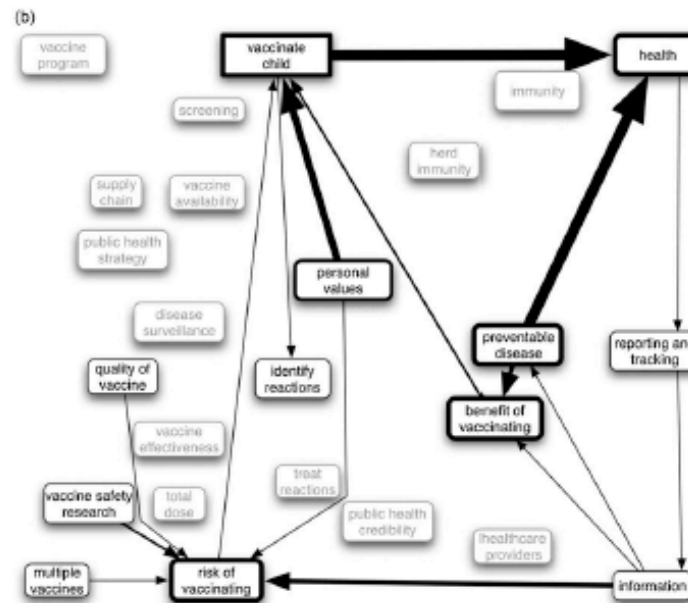 (b)
vaccine
program
vaccinate
child
health
immunity
screening
herd
immunity
supply
chain
vaccine
availability
public health
strategy
personal
values
disease
surveillance
preventable
disease
reporting and
tracking
quality of
vaccine
identify
reactions
benefit of
vaccinating
vaccine
effectiveness
treat
reactions
vaccine safety
research
total
dose
public health
credibility
healthcare
providers
multiple
vaccines
risk of
vaccinating
information